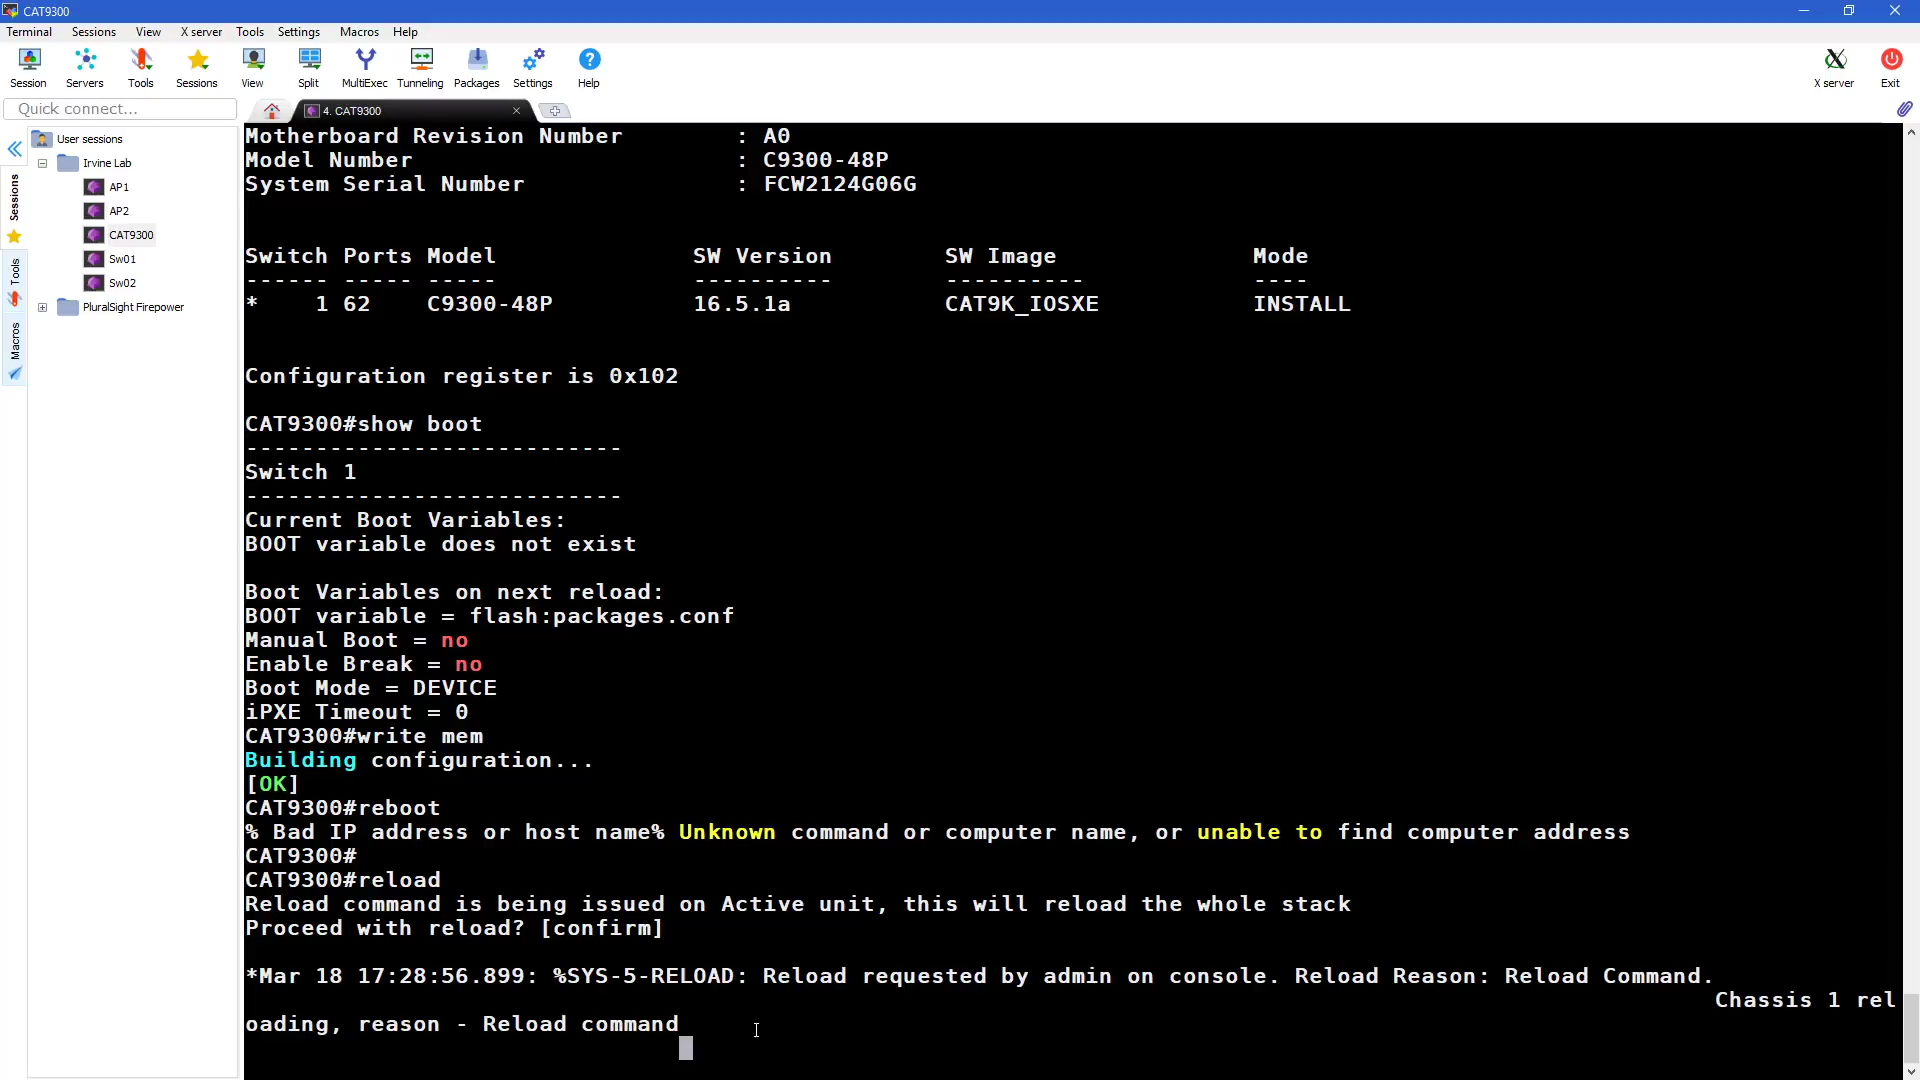 CAT9300
Terminal Sessions View X server Tools Settings Macros Help
Session Servers Tools Sessions View Split MultiExec Tunneling Packages Settings Help X server Exit
Quick connect...
4. CAT9300
User sessions
Irvine Lab
AP1
AP2
CAT9300
Sw01
Sw02
PluralSight Firepower
Sessions
Tools
Macros
Motherboard Revision Number : A0
Model Number : C9300-48P
System Serial Number : FCW2124G06G
Switch Ports Model SW Version SW Image Mode
------ ----- ----- ---------- ---------- ----
* 1 62 C9300-48P 16.5.1a CAT9K_IOSXE INSTALL
Configuration register is 0x102
CAT9300#show boot
---------------------------
Switch 1
---------------------------
Current Boot Variables:
BOOT variable does not exist
Boot Variables on next reload:
BOOT variable = flash:packages.conf
Manual Boot = no
Enable Break = no
Boot Mode = DEVICE
iPXE Timeout = 0
CAT9300#write mem
Building configuration...
[OK]
CAT9300#reboot
% Bad IP address or host name% Unknown command or computer name, or unable to find computer address
CAT9300#
CAT9300#reload
Reload command is being issued on Active unit, this will reload the whole stack
Proceed with reload? [confirm]
*Mar 18 17:28:56.899: %SYS-5-RELOAD: Reload requested by admin on console. Reload Reason: Reload Command.
Chassis 1 rel
oading, reason - Reload command